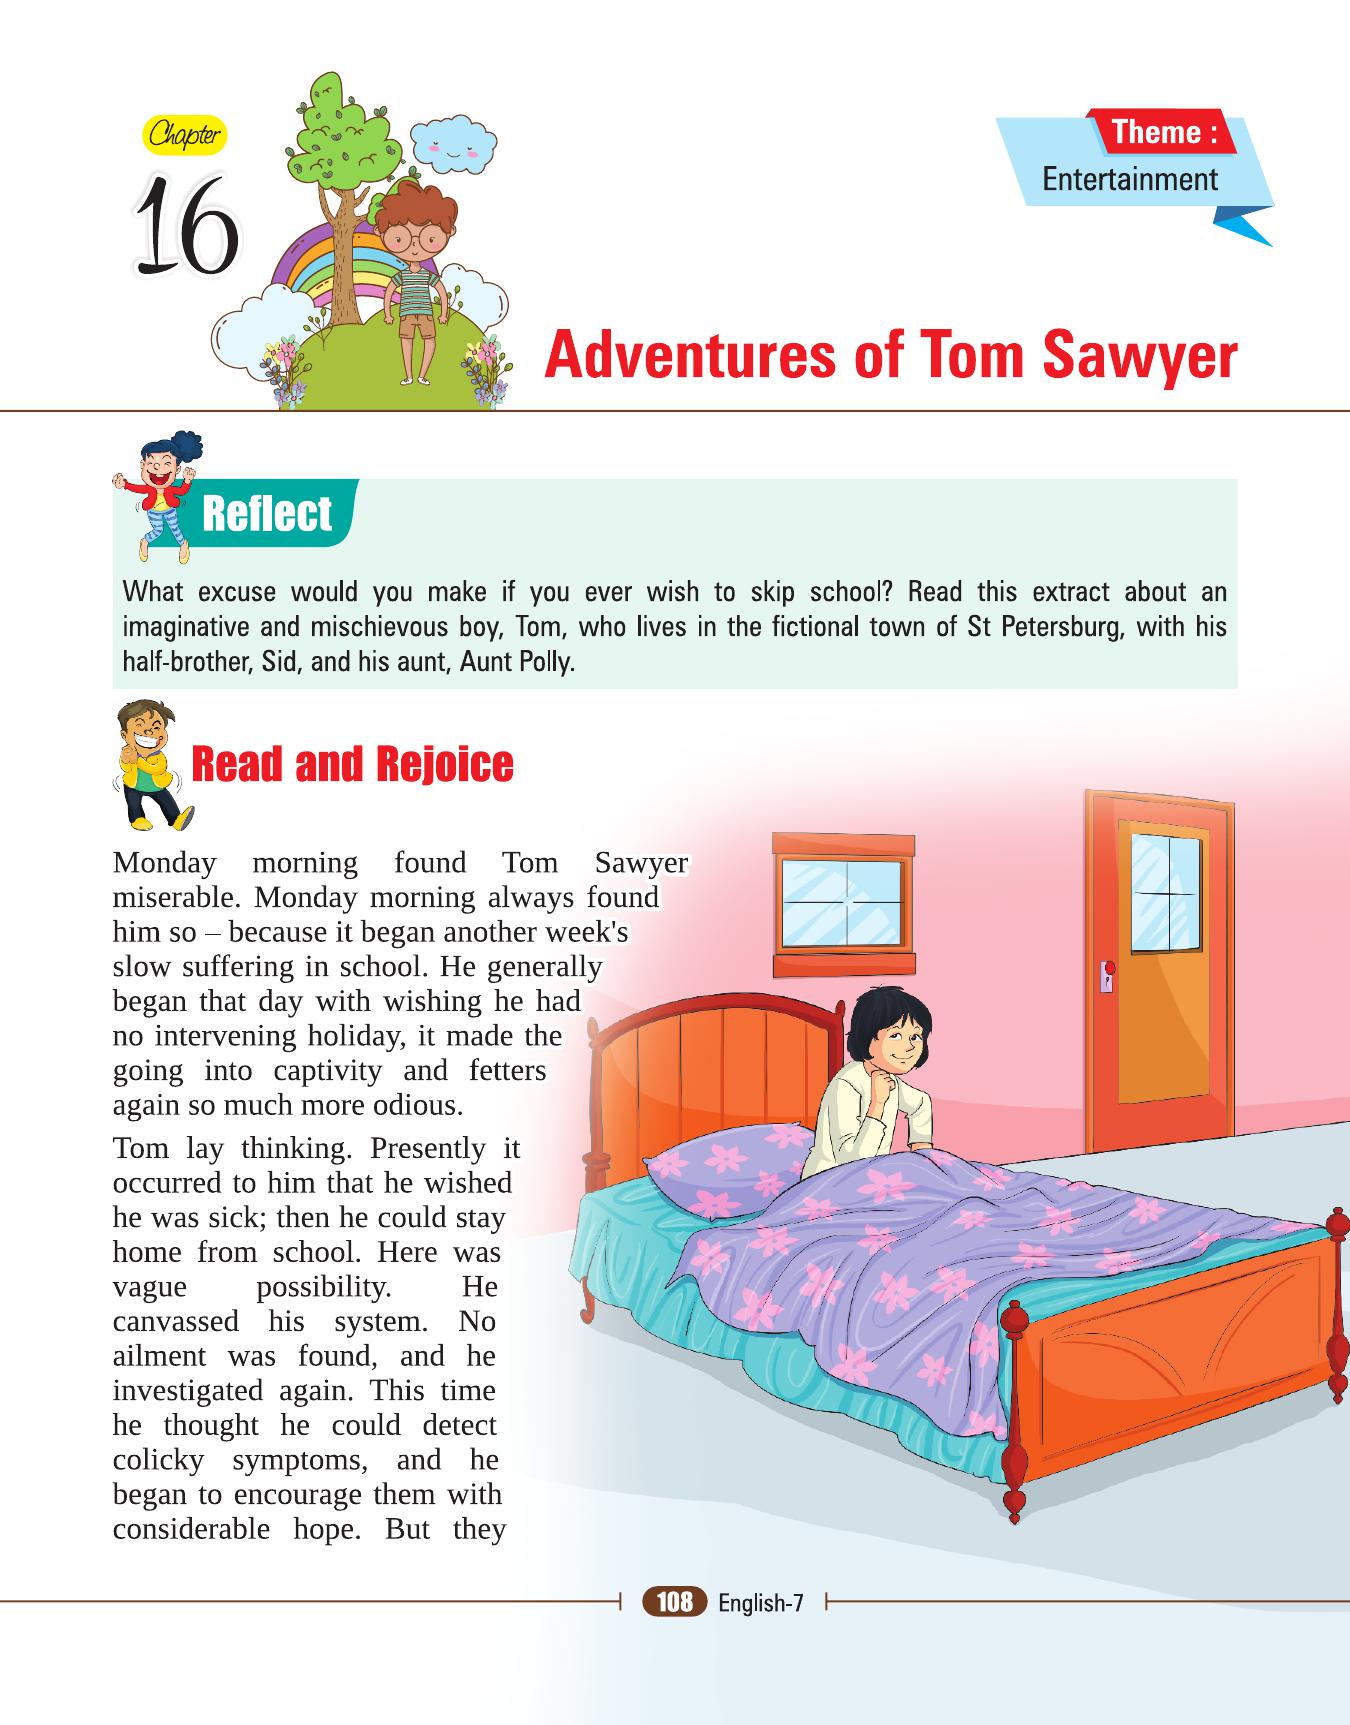 Chapter
16
Theme :
Entertainment
Adventures of Tom Sawyer
Reflect
What excuse would you make if you ever wish to skip school? Read this extract about an
imaginative and mischievous boy, Tom, who lives in the fictional town of St Petersburg, with his
half-brother, Sid, and his aunt, Aunt Polly.
Read and Rejoice
Monday morning found Tom Sawyer
miserable. Monday morning always found
him so – because it began another week's
slow suffering in school. He generally
began that day with wishing he had
no intervening holiday, it made the
going into captivity and fetters
again so much more odious.
Tom lay thinking. Presently it
occurred to him that he wished
he was sick; then he could stay
home from school. Here was
vague possibility. He
canvassed his system. No
ailment was found, and he
investigated again. This time
he thought he could detect
colicky symptoms, and he
began to encourage them with
considerable hope. But they
108 English-7